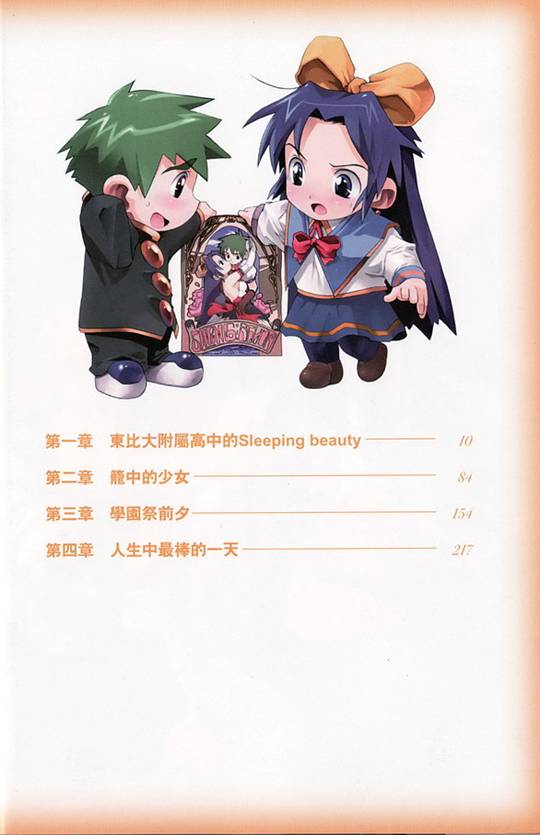 第一章 東比大附屬高中的Sleeping beauty 10
第二章 籠中的少女 84
第三章 學園祭前夕 154
第四章 人生中最棒的一天 217